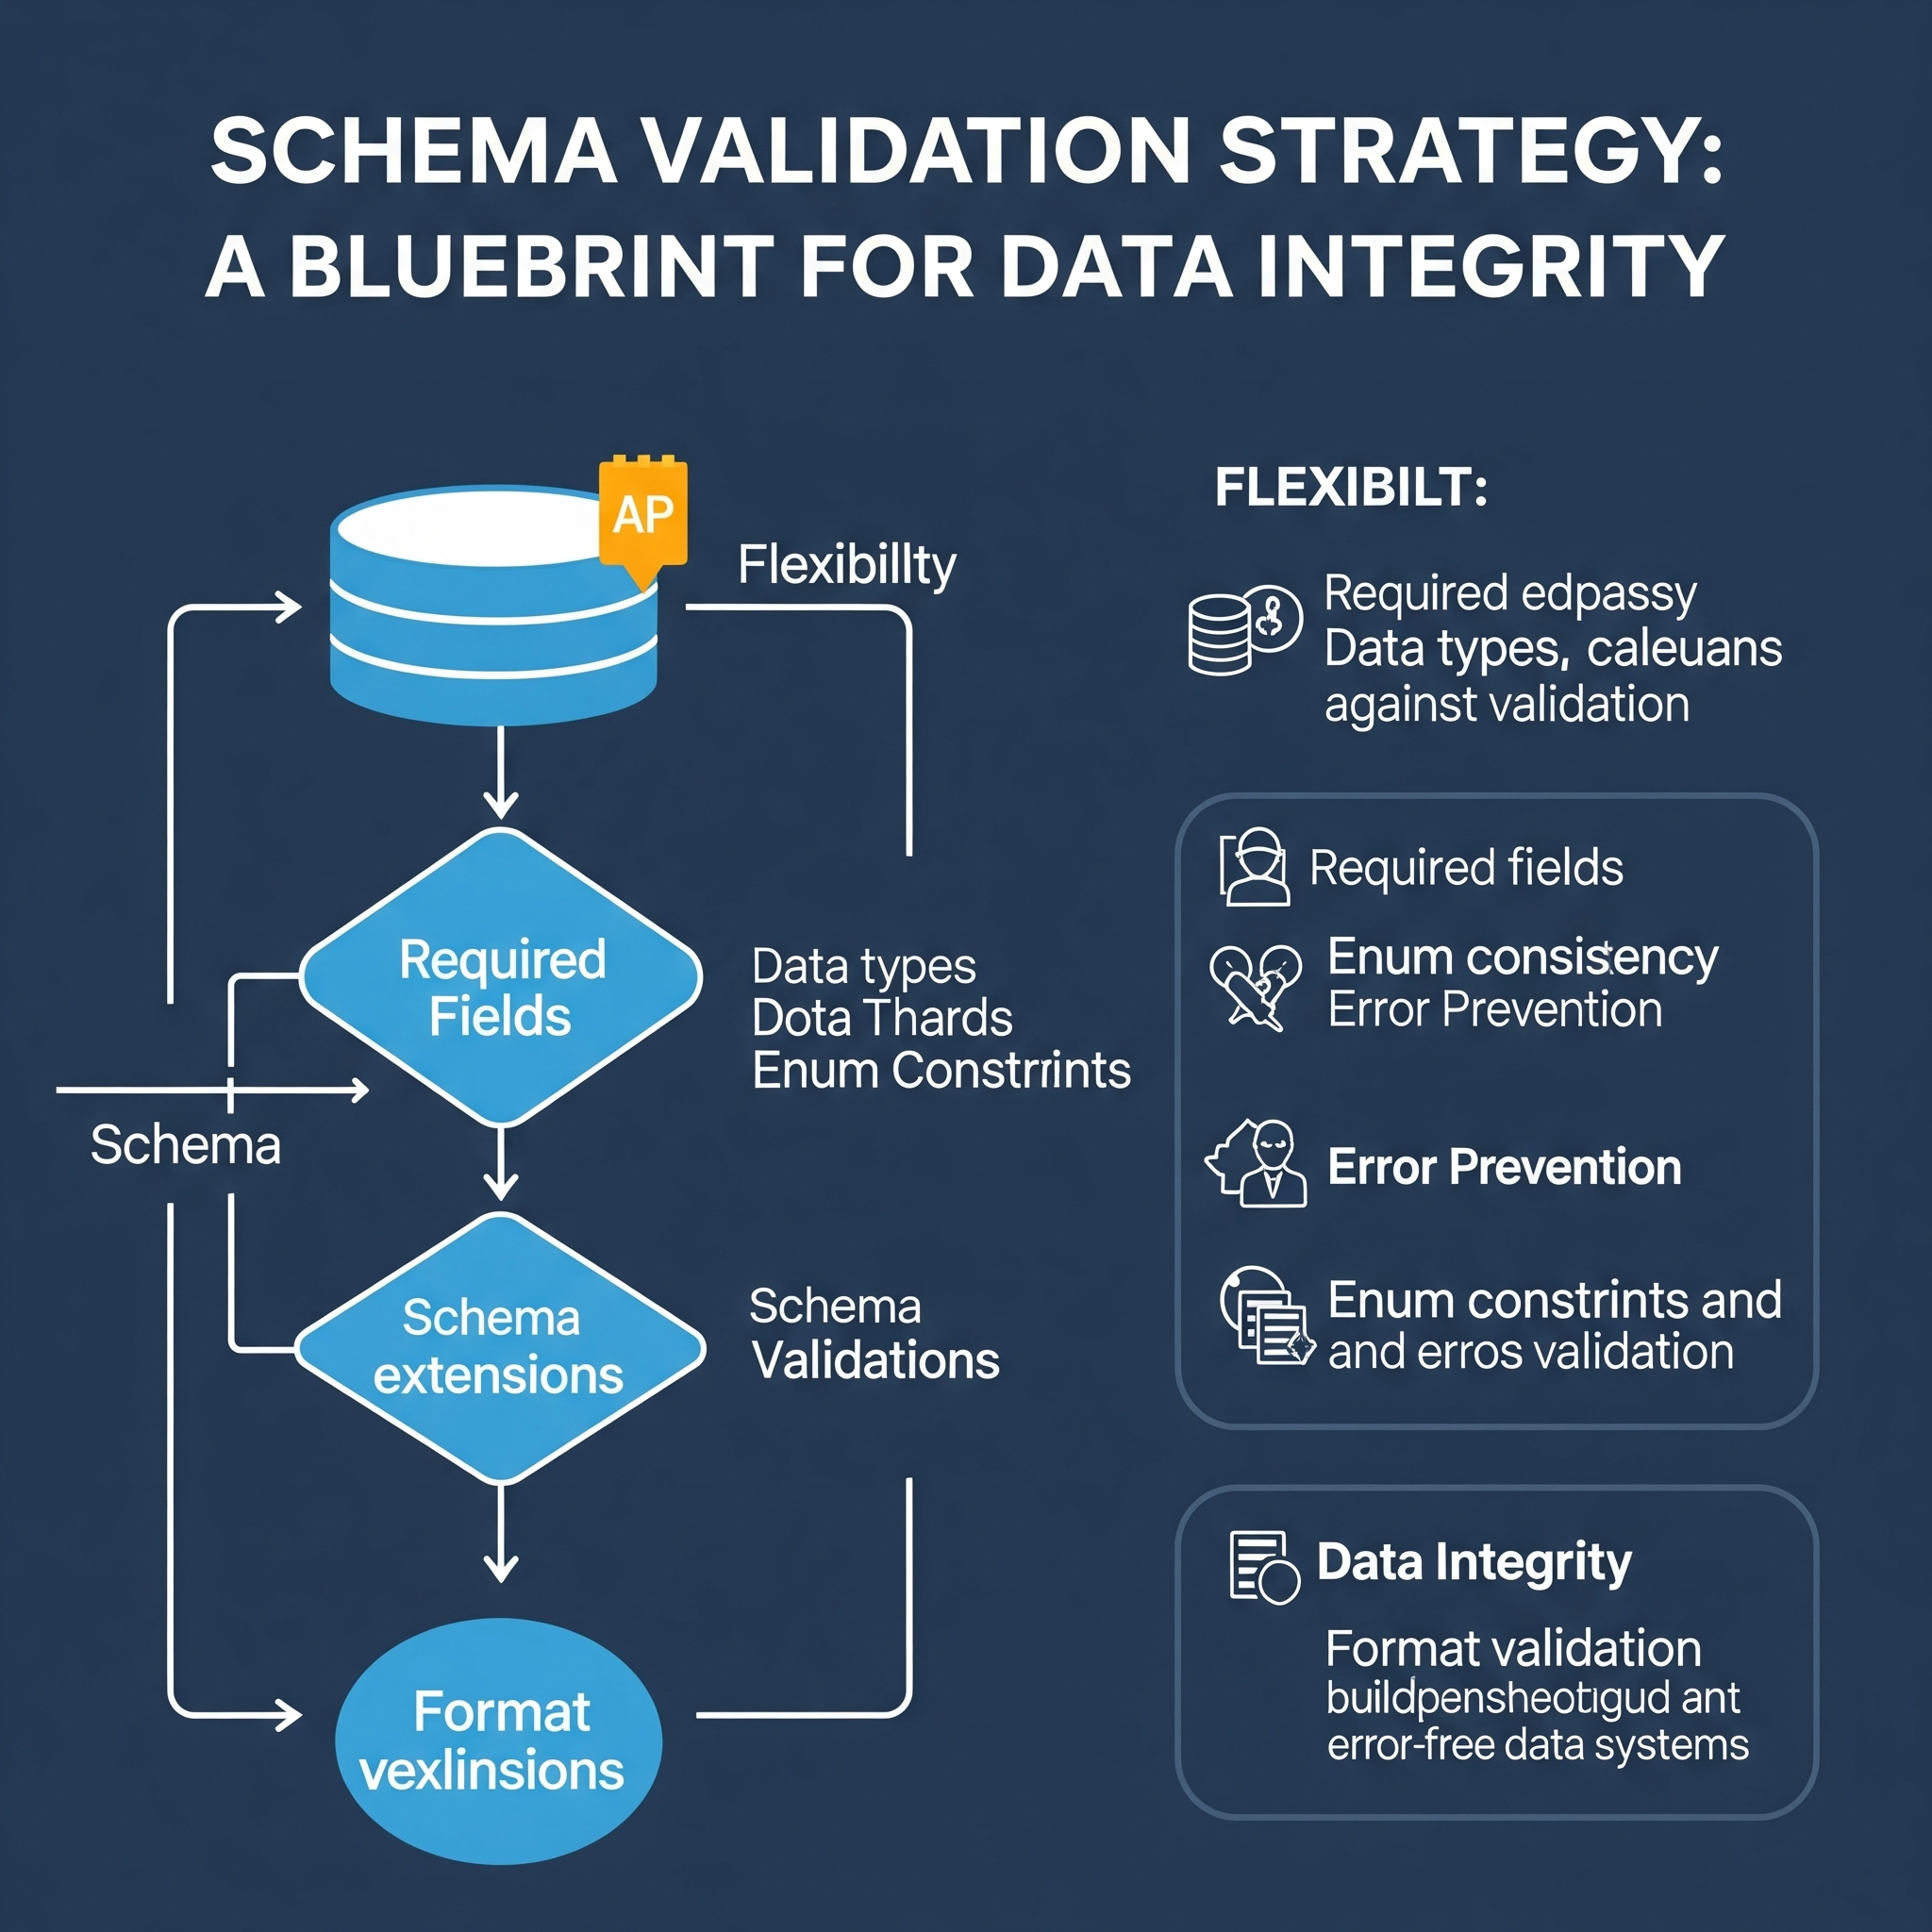 SCHEMA VALIDATION STRATEGY:
A BLUEBRINT FOR DATA INTEGRITY
AP
Flexibillty
Required
Fields
Data types
Dota Thards
Enum Constrrints
Schema
Schema
extensions
Schema
Validations
Format
vexlinsions
FLEXIBILT:
Required edpassy
Data types, caleuans
against validation
Required fields
Enum consistency
Error Prevention
Error Prevention
Enum constrints and
and erros validation
Data Integrity
Format validation
buildpensheotıgud ant
error-free data systems